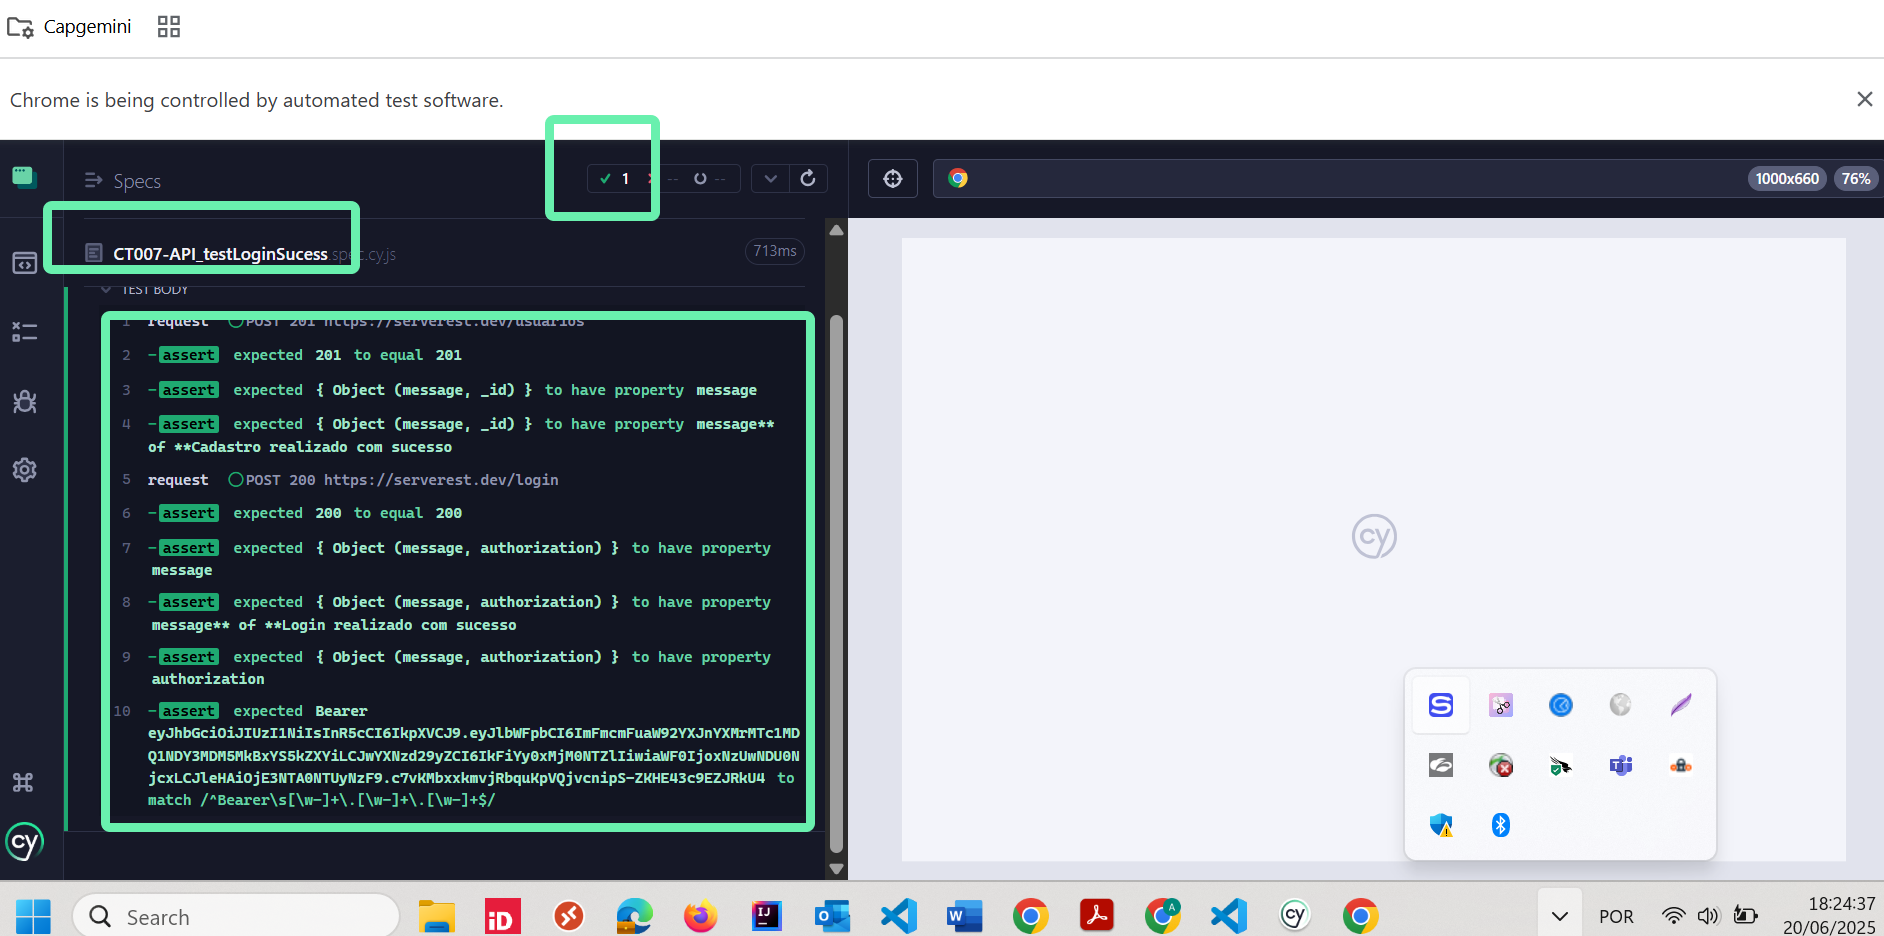 Capgemini
Chrome is being controlled by automated test software.
Specs
1
--
--
1000x660
76%
CT007-API_testLoginSucess.spec.cy.js
713ms
TEST BODY
1 request POST 201 https://serverest.dev/usuarios
2 -assert expected 201 to equal 201
3 -assert expected { Object (message, _id) } to have property message
4 -assert expected { Object (message, _id) } to have property message**
of **Cadastro realizado com sucesso
5 request POST 200 https://serverest.dev/login
6 -assert expected 200 to equal 200
7 -assert expected { Object (message, authorization) } to have property
message
8 -assert expected { Object (message, authorization) } to have property
message** of **Login realizado com sucesso
9 -assert expected { Object (message, authorization) } to have property
authorization
10 -assert expected Bearer
eyJhbGciOiJIUzI1NiIsInR5cCI6IkpXVCJ9.eyJlbWFpbCI6ImFmcmFuaW92YXJnYXMrMTc1MD
Q1NDY3MDM5MkBxYS5kZXYiLCJwYXNzd29yZCI6IkFiYy0xMjM0NTZlIiwiaWF0IjoxNzUwNDU0N
jcxLCJleHAiOjE3NTA0NTUyNzF9.c7vKMbxxkmvjRbquKpVQjvcnipS-ZKHE43c9EZJRkU4 to
match /^Bearer\s[\w-]+\.[\w-]+\.[\w-]+$/
cy
cy
Search
POR
18:24:37
20/06/2025